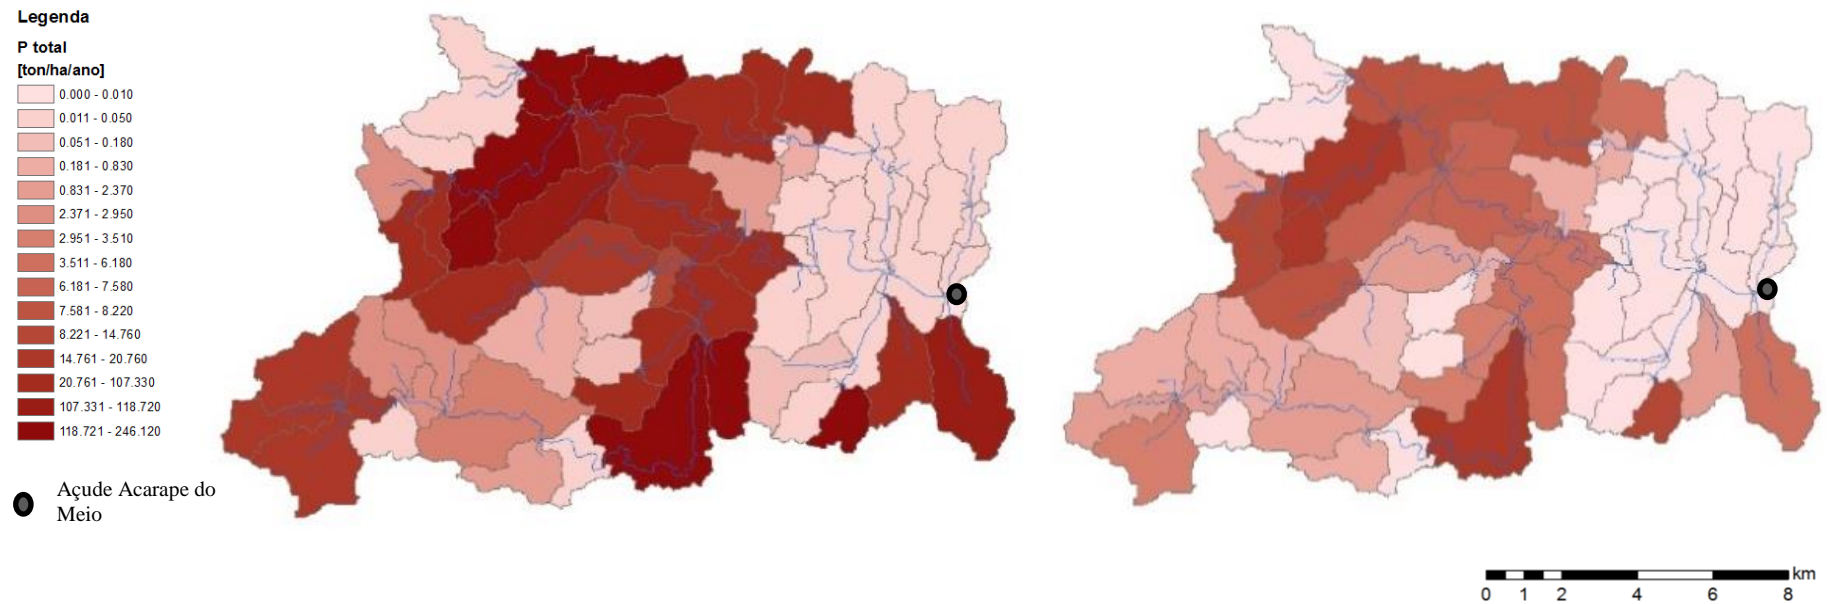 Legenda
P total
[ton/ha/ano]
0.000 - 0.010
0.011 - 0.050
0.051 - 0.180
0.181 - 0.830
0.831 - 2.370
2.371 - 2.950
2.951 - 3.510
3.511 - 6.180
6.181 - 7.580
7.581 - 8.220
8.221 - 14.760
14.761 - 20.760
20.761 - 107.330
107.331 - 118.720
118.721 - 246.120
Açude Acarape do
Meio
km
0 1 2 4 6 8